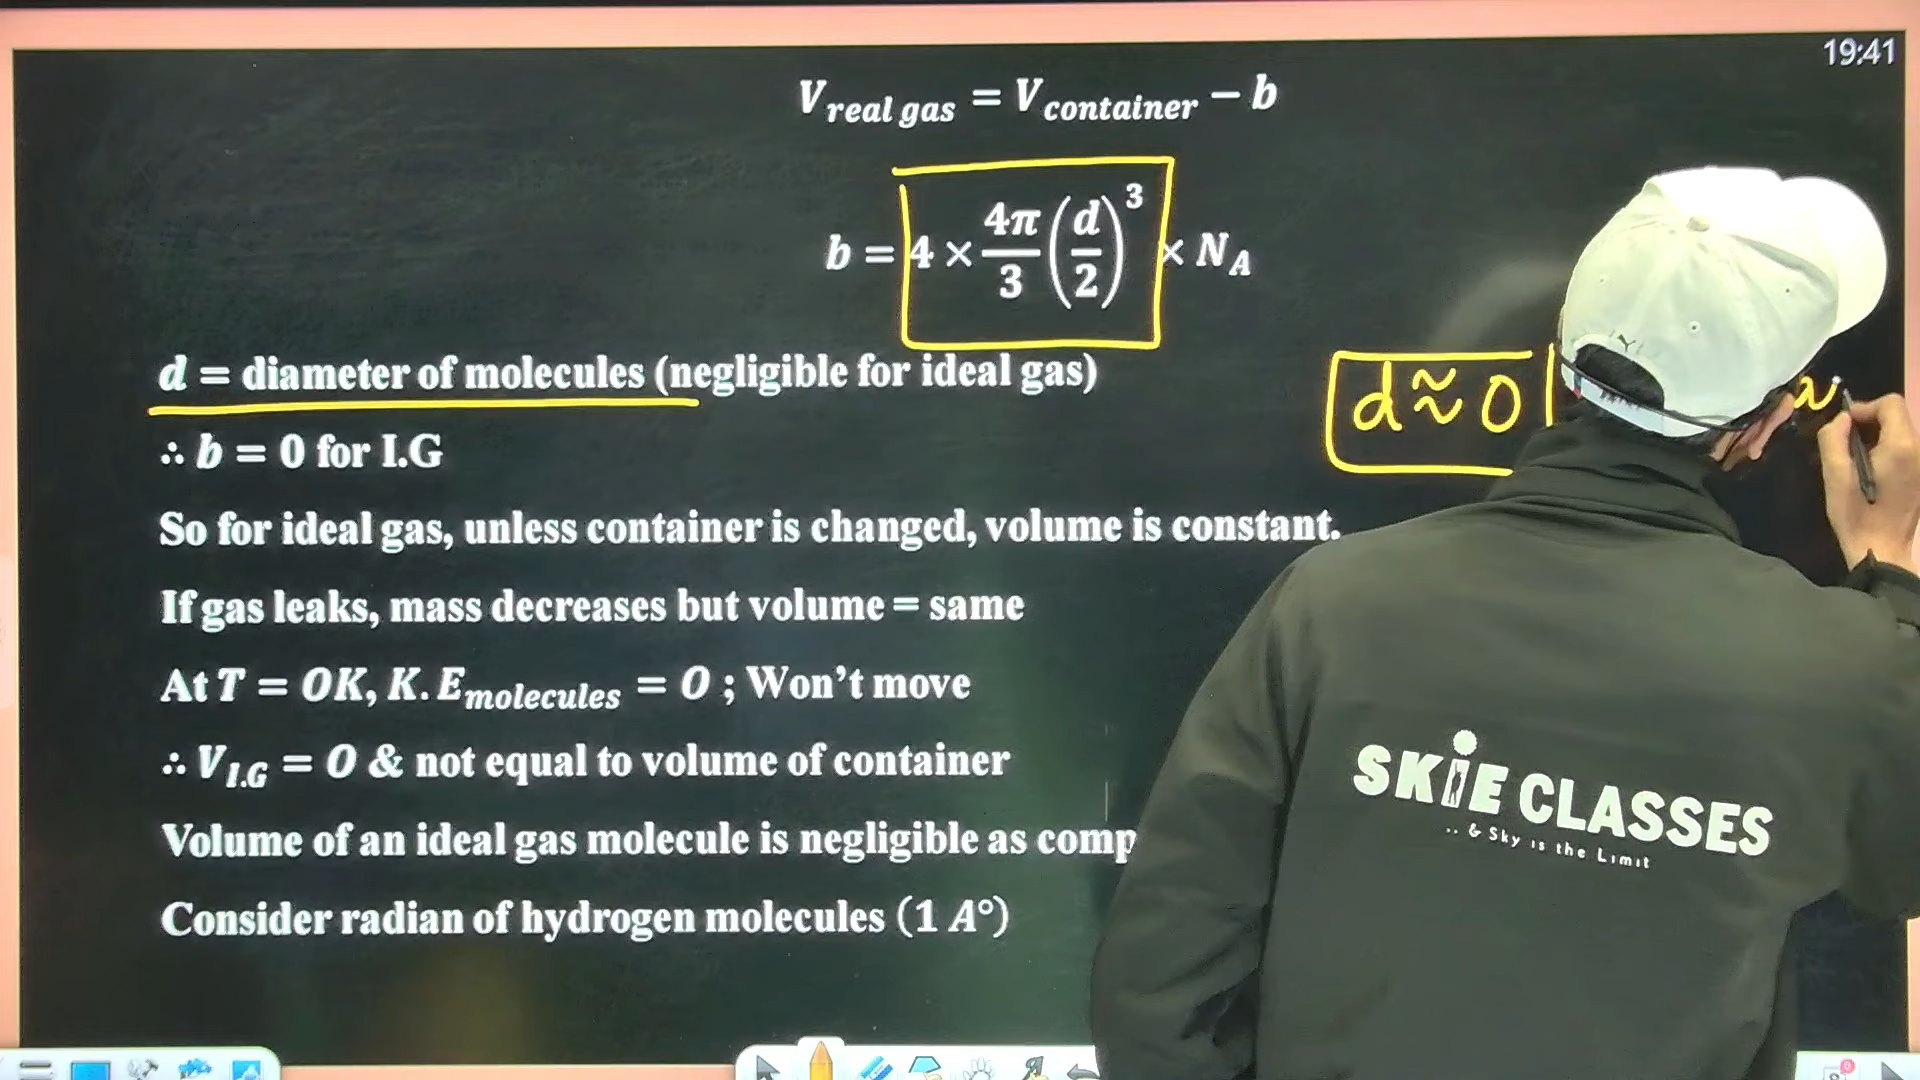 19:41
V_real gas = V_container − b
b = 4 × 4π/3 (d/2)³ × N_A
d = diameter of molecules (negligible for ideal gas)
d ≈ 0
∴ b = 0 for I.G
So for ideal gas, unless container is changed, volume is constant.
If gas leaks, mass decreases but volume = same
At T = OK, K.E_molecules = O ; Won't move
∴ V_I.G = O & not equal to volume of container
Volume of an ideal gas molecule is negligible as comp
Consider radian of hydrogen molecules (1 A°)
SKiE CLASSES
.. & Sky is the Limit